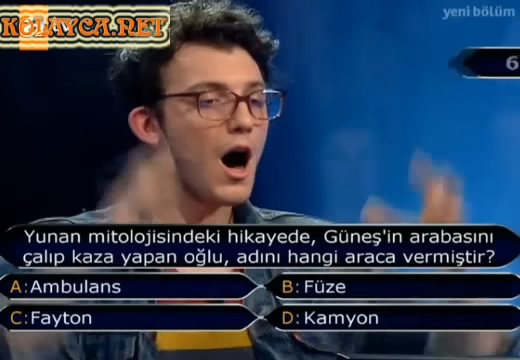 KOLAYCA.NET
yeni bölüm
6
Yunan mitolojisindeki hikayede, Güneş'in arabasını
çalıp kaza yapan oğlu, adını hangi araca vermiştir?
A:Ambulans
B:Füze
C:Fayton
D:Kamyon